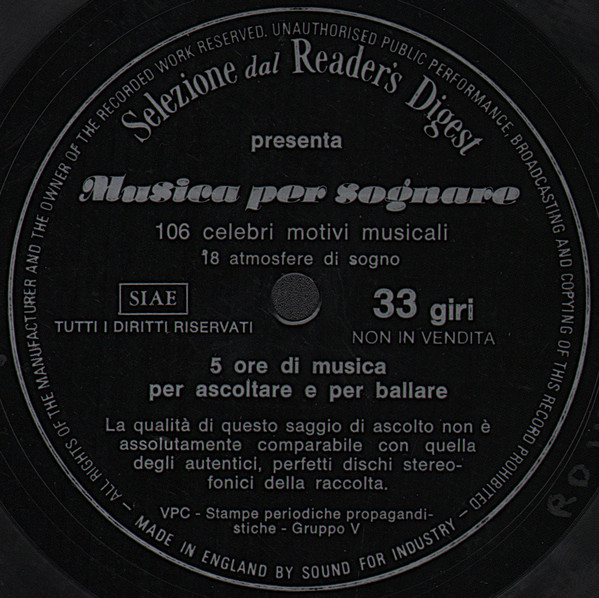 ALL RIGHTS OF THE MANUFACTURER AND THE OWNER OF THE RECORDED WORK RESERVED. UNAUTHORISED PUBLIC PERFORMANCE, BROADCASTING AND COPYING OF THIS RECORD PROHIBITED –
Selezione dal Reader's Digest
presenta
Musica per sognare
106 celebri motivi musicali
18 atmosfere di sogno
SIAE
TUTTI I DIRITTI RISERVATI
33 giri
NON IN VENDITA
5 ore di musica
per ascoltare e per ballare
La qualità di questo saggio di ascolto non è
assolutamente comparabile con quella
degli autentici, perfetti dischi stereo-
fonici della raccolta.
VPC - Stampe periodiche propagandi-
stiche - Gruppo V
MADE IN ENGLAND BY SOUND FOR INDUSTRY –